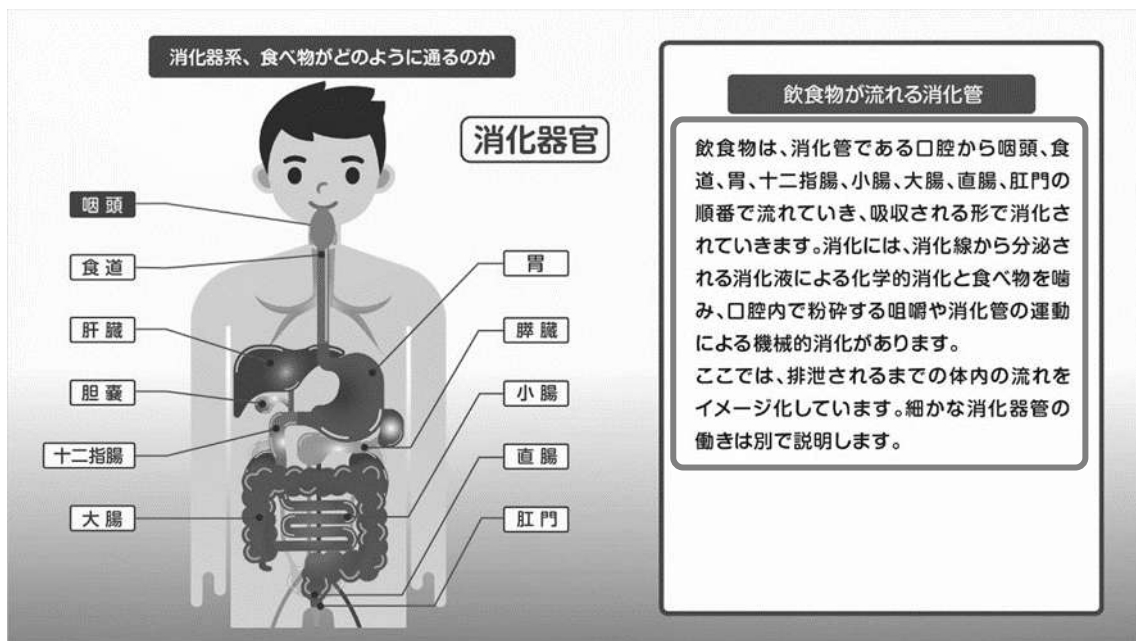 消化器系、食べ物がどのように通るのか
消化器官
咽頭
食道
肝臓
胆嚢
十二指腸
大腸
胃
膵臓
小腸
直腸
肛門
飲食物が流れる消化管
飲食物は、消化管である口腔から咽頭、食
道、胃、十二指腸、小腸、大腸、直腸、肛門の
順番で流れていき、吸収される形で消化さ
れていきます。消化には、消化線から分泌さ
れる消化液による化学的消化と食べ物を噛
み、口腔内で粉砕する咀嚼や消化管の運動
による機械的消化があります。
ここでは、排泄されるまでの体内の流れを
イメージ化しています。細かな消化器管の
働きは別で説明します。